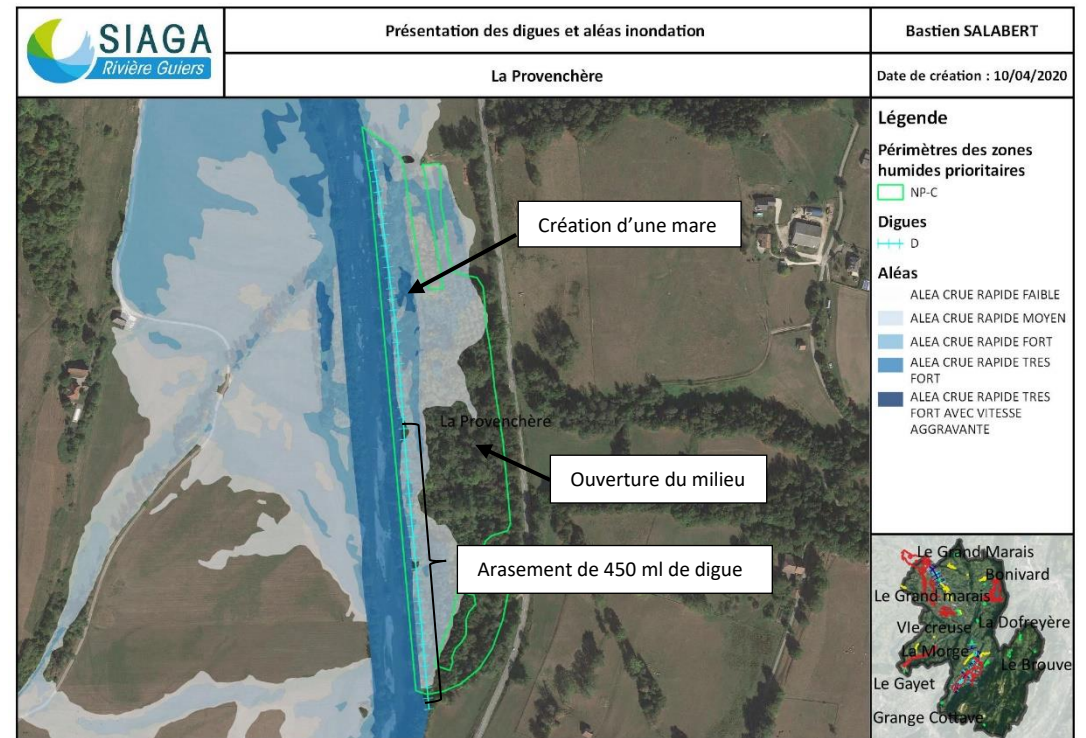 SIAGA
Rivière Guiers
Présentation des digues et aléas inondation
Bastien SALABERT
La Provenchère
Date de création : 10/04/2020
Création d'une mare
La Provenchère
Ouverture du milieu
Arasement de 450 ml de digue
Légende
Périmètres des zones
humides prioritaires
NP-C
Digues
D
Aléas
ALEA CRUE RAPIDE FAIBLE
ALEA CRUE RAPIDE MOYEN
ALEA CRUE RAPIDE FORT
ALEA CRUE RAPIDE TRES
FORT
ALEA CRUE RAPIDE TRES
FORT AVEC VITESSE
AGGRAVANTE
Le Grand Marais
Bonivard
Le Grand marais
VIe creuse
La Dofreyère
La Morge
Le Brouve
Le Gayet
Grange Cottave